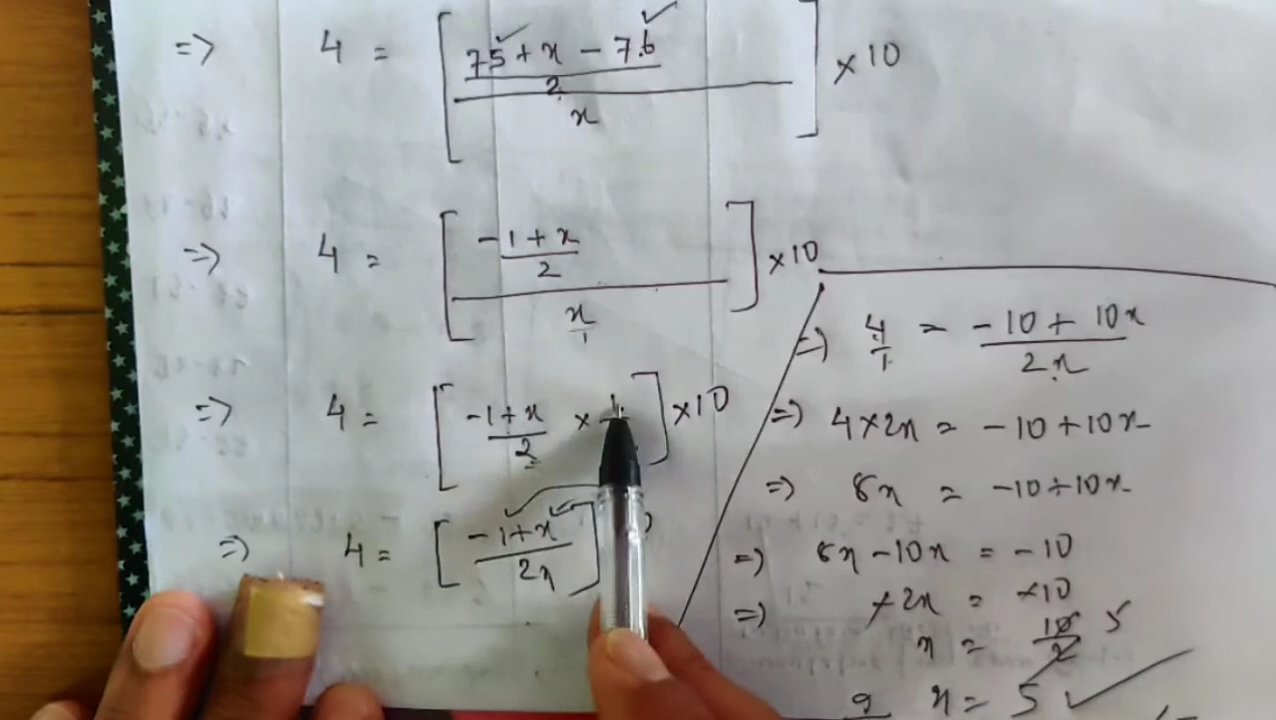 => 4 = [ (75 + x/2 - 76) / x ] × 10
=> 4 = [ (-1 + x/2) / (x/1) ] × 10
=> 4 = [ (-1 + x)/2 × 1 ] × 10
=> 4 = [ (-1 + x)/2x ]
=> 4/1 = (-10 + 10x)/2x
=> 4×2x = -10+10x
=> 8x = -10+10x
=> 8x - 10x = -10
=> +2x = +10
x = 10/2 5
x = 5 ✓